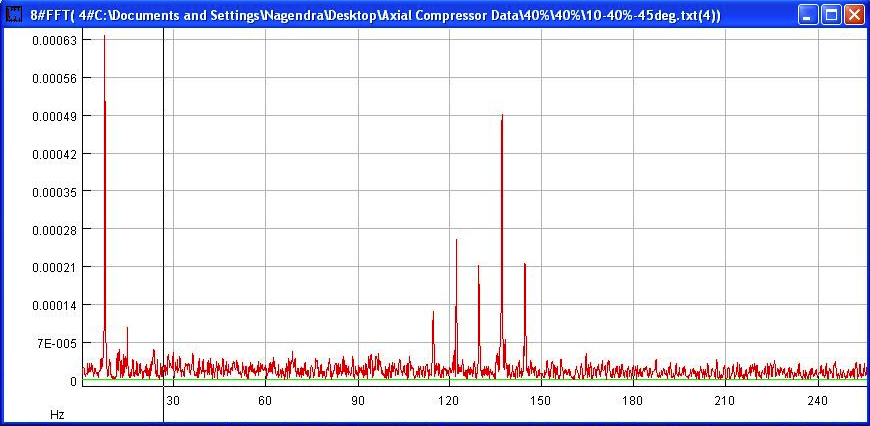 8#FFT( 4#C:\Documents and Settings\Nagendra\Desktop\Axial Compressor Data\40%\40%\10-40%-45deg.txt(4))
0.00063
0.00056
0.00049
0.00042
0.00035
0.00028
0.00021
0.00014
7E-005
0
30 60 90 120 150 180 210 240
Hz